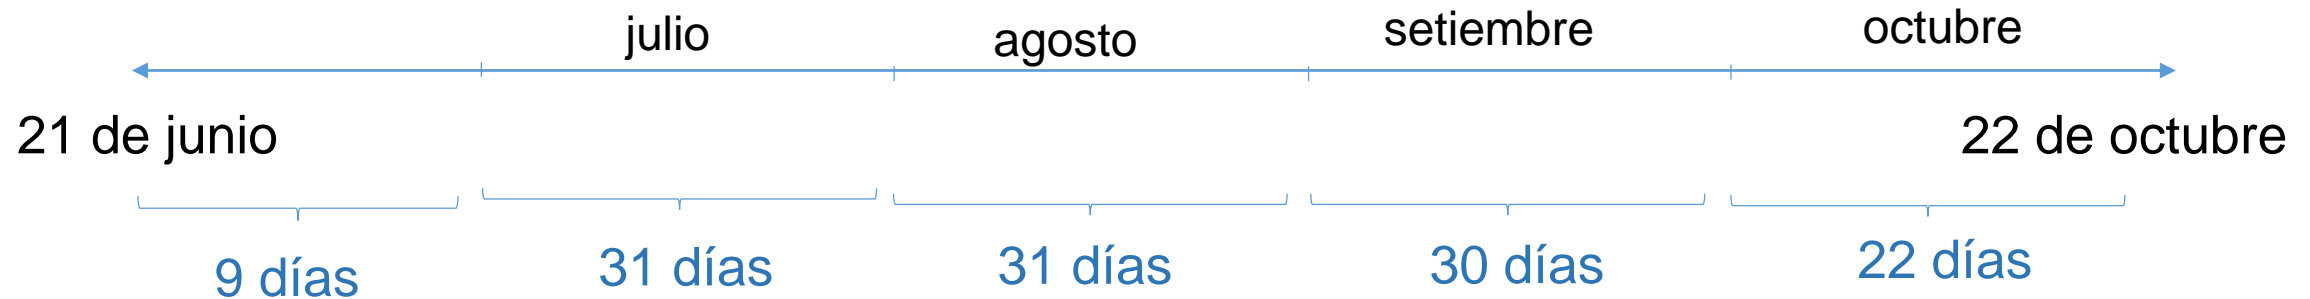 julio agosto setiembre octubre
21 de junio 22 de octubre
9 días 31 días 31 días 30 días 22 días